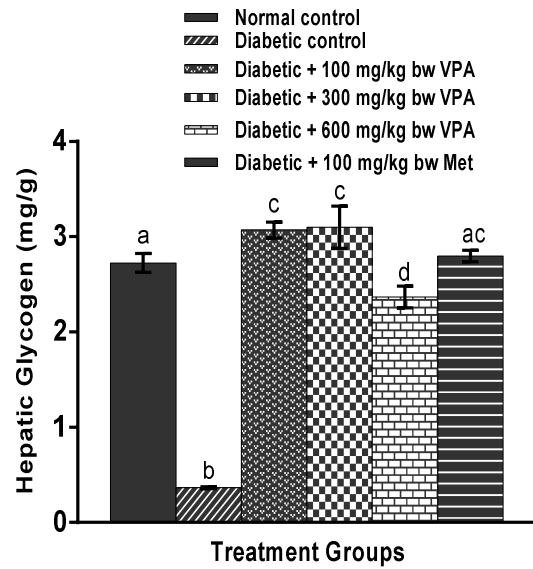 Normal control
Diabetic control
Diabetic + 100 mg/kg bw VPA
Diabetic + 300 mg/kg bw VPA
Diabetic + 600 mg/kg bw VPA
Diabetic + 100 mg/kg bw Met
Hepatic Glycogen (mg/g)
4
3
2
1
0
a
b
c
c
d
ac
Treatment Groups